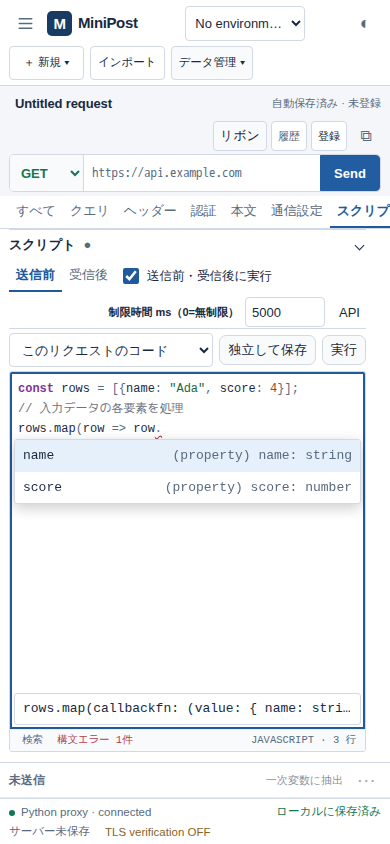 M MiniPost No environm…
＋ 新規 ▾ インポート データ管理 ▾
Untitled request 自動保存済み · 未登録
リボン 履歴 登録
GET https://api.example.com Send
すべて クエリ ヘッダー 認証 本文 通信設定 スクリプ
スクリプト ●
送信前 受信後 送信前・受信後に実行
制限時間 ms（0=無制限） 5000 API
このリクエストのコード 独立して保存 実行
const rows = [{name: "Ada", score: 4}];
// 入力データの各要素を処理
rows.map(row => row.
name (property) name: string
score (property) score: number
rows.map(callbackfn: (value: { name: stri…
検索 構文エラー 1件 JAVASCRIPT · 3 行
未送信 一次変数に抽出 ···
Python proxy · connected ローカルに保存済み
サーバー未保存 TLS verification OFF